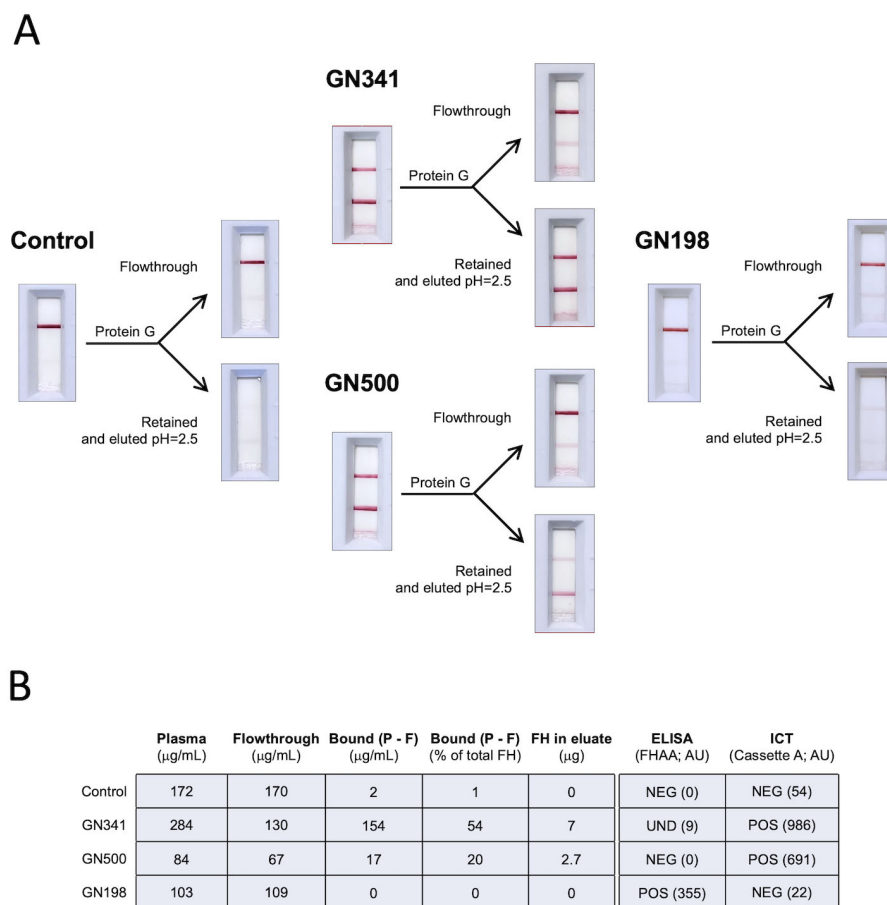 A
GN341
Flowthrough
Protein G
Retained
and eluted pH=2.5
Control
Flowthrough
Protein G
Retained
and eluted pH=2.5
GN198
Flowthrough
Protein G
Retained
and eluted pH=2.5
GN500
Flowthrough
Protein G
Retained
and eluted pH=2.5
B
Plasma Flowthrough Bound (P - F) Bound (P - F) FH in eluate ELISA ICT
(μg/mL) (μg/mL) (μg/mL) (% of total FH) (μg) (FHAA; AU) (Cassette A; AU)
Control 172 170 2 1 0 NEG (0) NEG (54)
GN341 284 130 154 54 7 UND (9) POS (986)
GN500 84 67 17 20 2.7 NEG (0) POS (691)
GN198 103 109 0 0 0 POS (355) NEG (22)